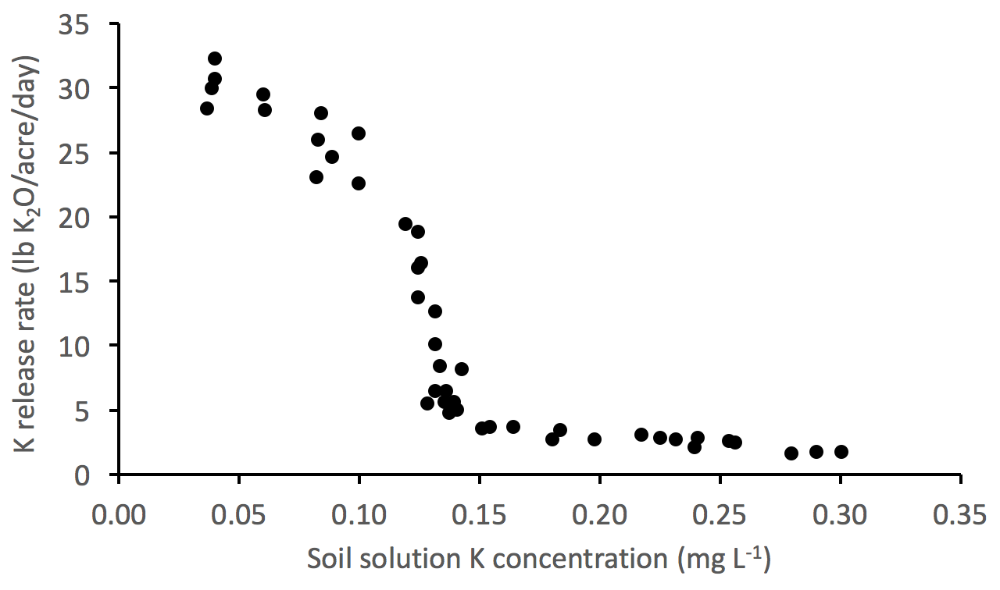 K release rate (lb K₂O/acre/day)
35
30
25
20
15
10
5
0
0.00 0.05 0.10 0.15 0.20 0.25 0.30 0.35
Soil solution K concentration (mg L⁻¹)